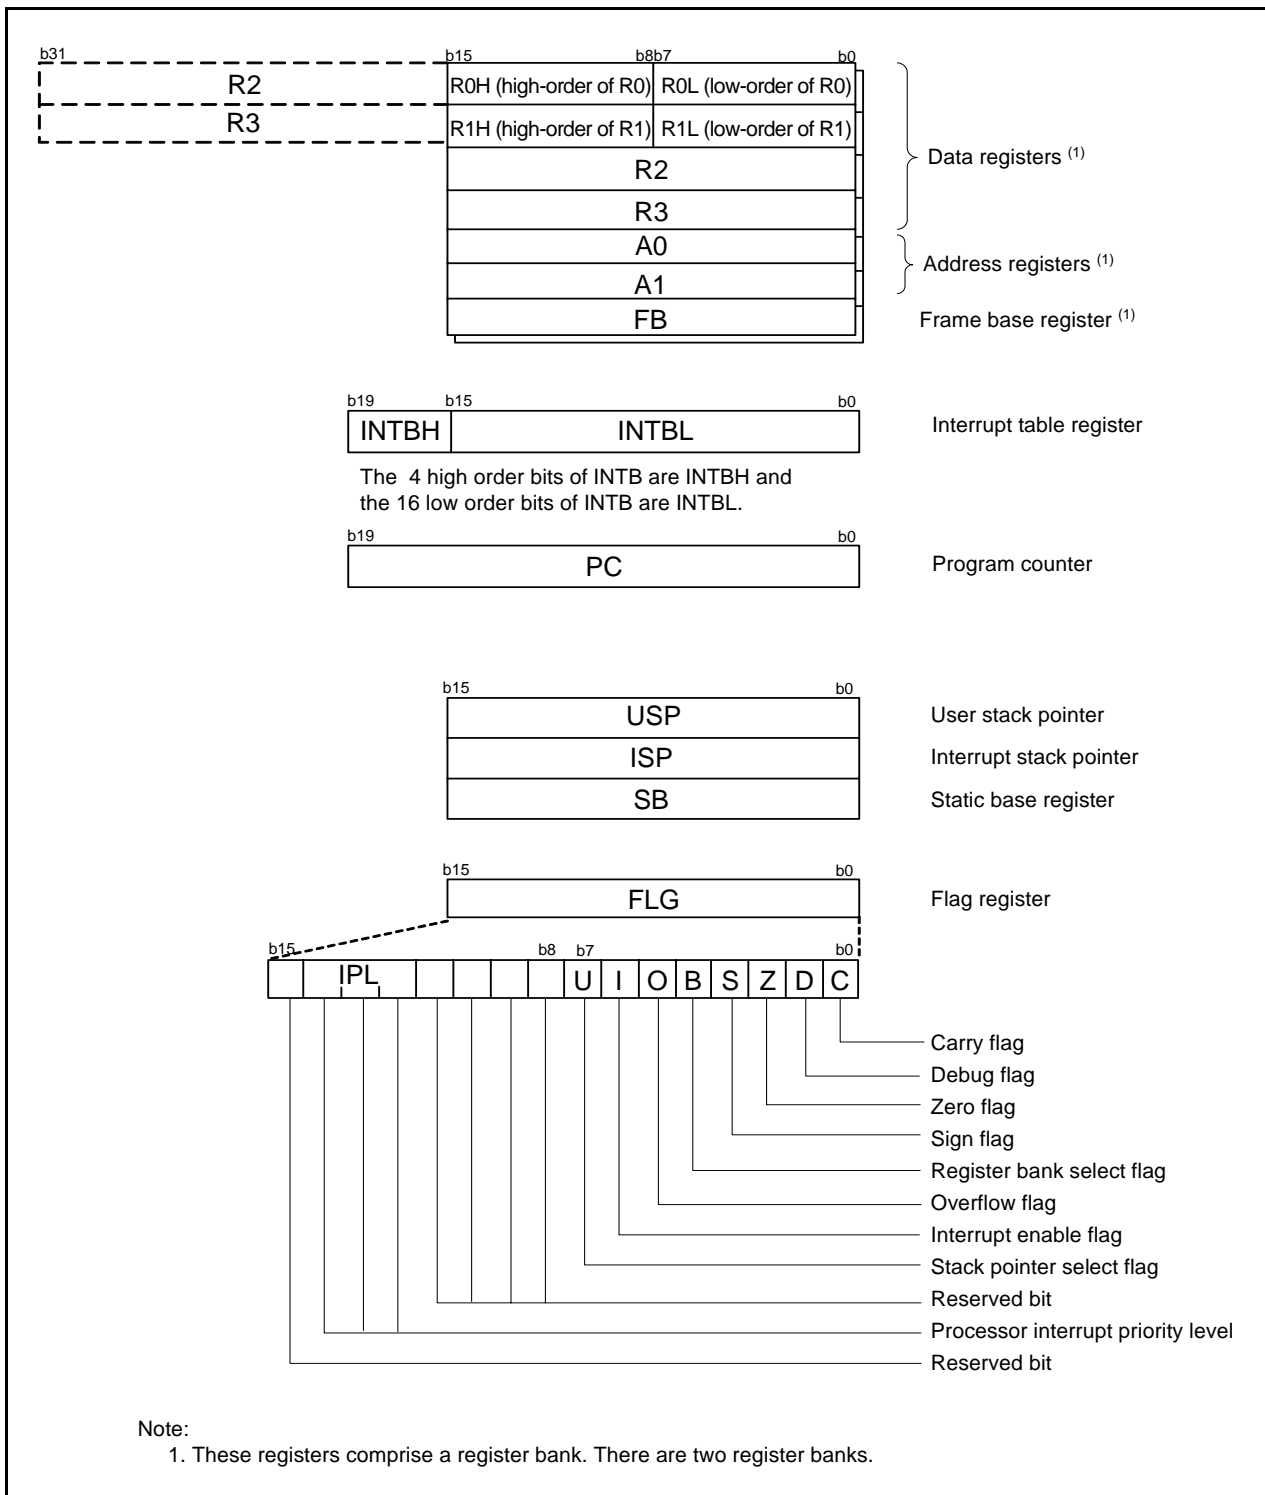 b31 b15 b8b7 b0
R2 R0H (high-order of R0) R0L (low-order of R0)
R3 R1H (high-order of R1) R1L (low-order of R1)
R2
Data registers (1)
R3
A0
Address registers (1)
A1
FB
Frame base register (1)
b19 b15 b0
INTBH INTBL Interrupt table register
The 4 high order bits of INTB are INTBH and
the 16 low order bits of INTB are INTBL.
b19 b0
PC Program counter
b15 b0
USP User stack pointer
ISP Interrupt stack pointer
SB Static base register
b15 b0
FLG Flag register
b15 b8 b7 b0
IPL U I O B S Z D C
Carry flag
Debug flag
Zero flag
Sign flag
Register bank select flag
Overflow flag
Interrupt enable flag
Stack pointer select flag
Reserved bit
Processor interrupt priority level
Reserved bit
Note:
1. These registers comprise a register bank. There are two register banks.